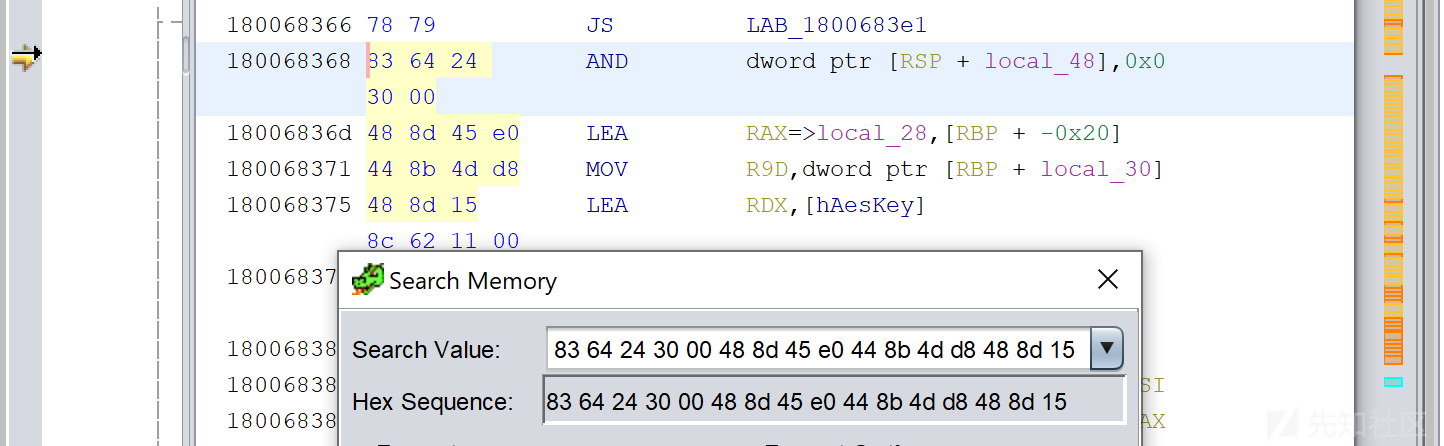 180068366 78 79 JS LAB_1800683e1
180068368 83 64 24 AND dword ptr [RSP + local_48],0x0
30 00
18006836d 48 8d 45 e0 LEA RAX=>local_28,[RBP + -0x20]
180068371 44 8b 4d d8 MOV R9D,dword ptr [RBP + local_30]
180068375 48 8d 15 LEA RDX,[hAesKey]
8c 62 11 00
18006837
Search Memory
18006838
Search Value: 83 64 24 30 00 48 8d 45 e0 44 8b 4d d8 48 8d 15
18006838 SI
Hex Sequence: 83 64 24 30 00 48 8d 45 e0 44 8b 4d d8 48 8d 15
18006838 AX
先知社区